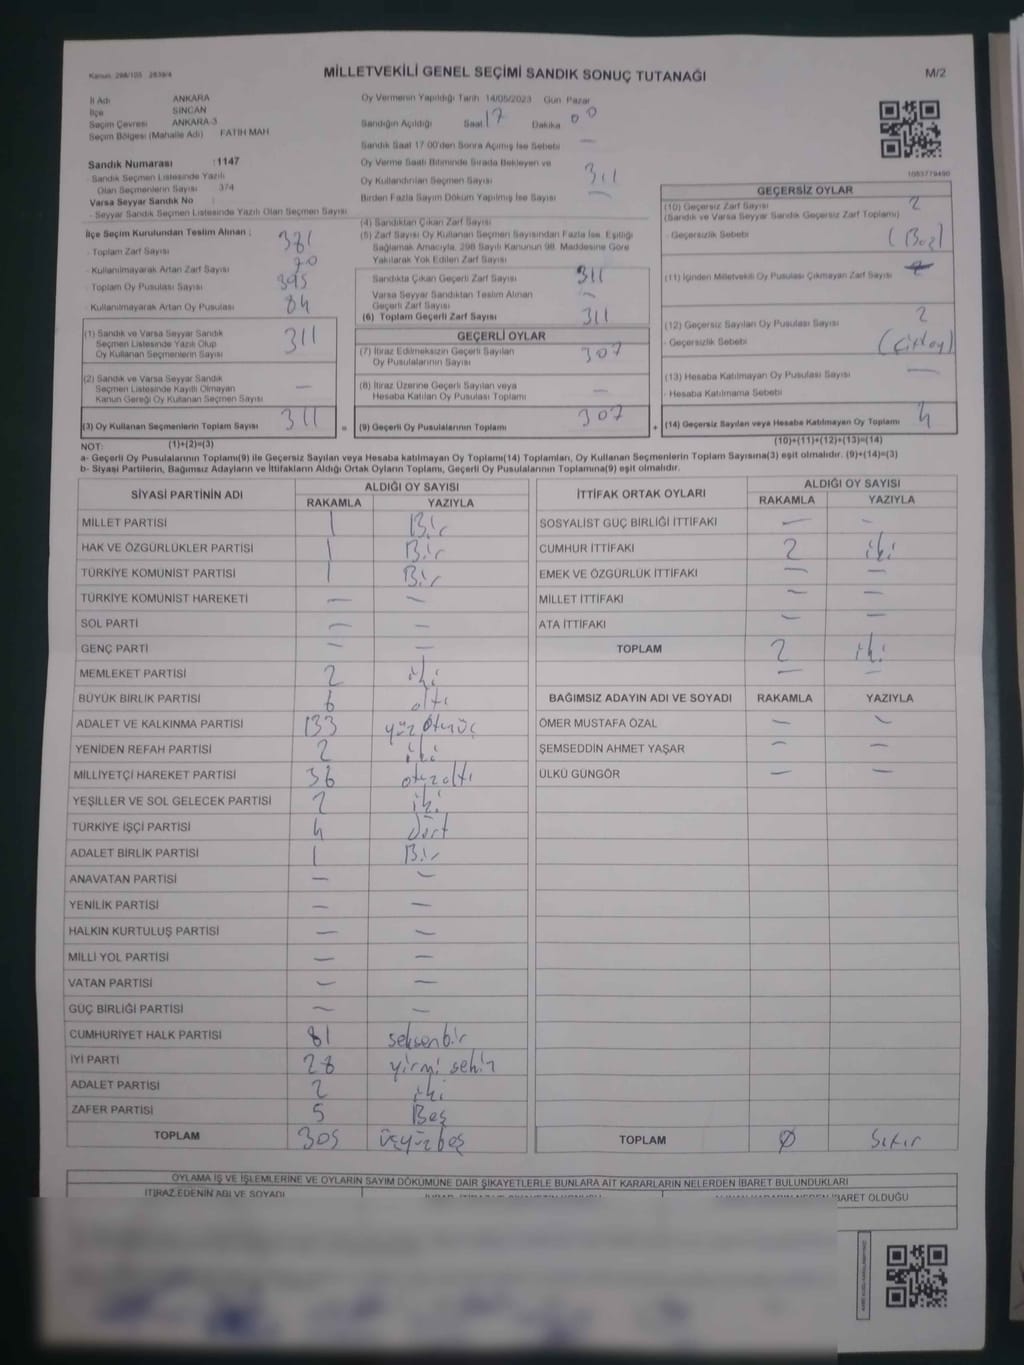 Kanun 298/105 2839/4
MİLLETVEKİLİ GENEL SEÇİMİ SANDIK SONUÇ TUTANAĞI
M/2
İl Adı ANKARA
İlçe SİNCAN
Seçim Çevresi ANKARA-3
Seçim Bölgesi (Mahalle Adı) FATİH MAH
Sandık Numarası :1147
- Sandık Seçmen Listesinde Yazılı
Olan Seçmenlerin Sayısı 374
Varsa Seyyar Sandık No :
- Seyyar Sandık Seçmen Listesinde Yazılı Olan Seçmen Sayısı
İlçe Seçim Kurulundan Teslim Alınan :
- Toplam Zarf Sayısı 381
- Kullanılmayarak Artan Zarf Sayısı 70
- Toplam Oy Pusulası Sayısı 395
- Kullanılmayarak Artan Oy Pusulası 84
(1) Sandık ve Varsa Seyyar Sandık
Seçmen Listesinde Yazılı Olup
Oy Kullanan Seçmenlerin Sayısı 311
(2) Sandık ve Varsa Seyyar Sandık
Seçmen Listesinde Kayıtlı Olmayan
Kanun Gereği Oy Kullanan Seçmen Sayısı —
(3) Oy Kullanan Seçmenlerin Toplam Sayısı 311
Oy Vermenin Yapıldığı Tarih 14/05/2023 Gün Pazar
Sandığın Açıldığı Saat 17 Dakika 00
Sandık Saat 17 00'den Sonra Açılmış İse Sebebi —
Oy Verme Saati Bitiminde Sırada Bekleyen ve
Oy Kullandırılan Seçmen Sayısı 311
Birden Fazla Sayım Döküm Yapılmış İse Sayısı —
(4) Sandıktan Çıkan Zarf Sayısı
(5) Zarf Sayısı Oy Kullanan Seçmen Sayısından Fazla İse, Eşitliği
Sağlamak Amacıyla, 298 Sayılı Kanunun 98. Maddesine Göre
Yakılarak Yok Edilen Zarf Sayısı
Sandıkta Çıkan Geçerli Zarf Sayısı 311
Varsa Seyyar Sandıktan Teslim Alınan
Geçerli Zarf Sayısı —
(6) Toplam Geçerli Zarf Sayısı 311
GEÇERLİ OYLAR
(7) İtiraz Edilmeksizin Geçerli Sayılan
Oy Pusulalarının Sayısı 307
(8) İtiraz Üzerine Geçerli Sayılan veya
Hesaba Katılan Oy Pusulası Toplamı —
= (9) Geçerli Oy Pusulalarının Toplamı 307 +
1053779490
GEÇERSİZ OYLAR
(10) Geçersiz Zarf Sayısı 2
(Sandık ve Varsa Seyyar Sandık Geçersiz Zarf Toplamı)
- Geçersizlik Sebebi (Boş)
(11) İçinden Milletvekili Oy Pusulası Çıkmayan Zarf Sayısı
(12) Geçersiz Sayılan Oy Pusulası Sayısı 2
- Geçersizlik Sebebi (Çiftoy)
(13) Hesaba Katılmayan Oy Pusulası Sayısı —
- Hesaba Katılmama Sebebi
(14) Geçersiz Sayılan veya Hesaba Katılmayan Oy Toplamı 4
NOT: (1)+(2)=(3)
(10)+(11)+(12)+(13)=(14)
a- Geçerli Oy Pusulalarının Toplamı(9) ile Geçersiz Sayılan veya Hesaba katılmayan Oy Toplamı(14) Toplamları, Oy Kullanan Seçmenlerin Toplam Sayısına(3) eşit olmalıdır. (9)+(14)=(3)
b- Siyasi Partilerin, Bağımsız Adayların ve İttifakların Aldığı Ortak Oyların Toplamı, Geçerli Oy Pusulalarının Toplamına(9) eşit olmalıdır.
SİYASİ PARTİNİN ADI ALDIĞI OY SAYISI
RAKAMLA YAZIYLA
MİLLET PARTİSİ 1 Bir
HAK VE ÖZGÜRLÜKLER PARTİSİ 1 Bir
TÜRKİYE KOMÜNİST PARTİSİ 1 Bir
TÜRKİYE KOMÜNİST HAREKETİ — —
SOL PARTİ — —
GENÇ PARTİ — —
MEMLEKET PARTİSİ 2 iki
BÜYÜK BİRLİK PARTİSİ 6 altı
ADALET VE KALKINMA PARTİSİ 133 yüz otuzüç
YENİDEN REFAH PARTİSİ 2 iki
MİLLİYETÇİ HAREKET PARTİSİ 36 otuzaltı
YEŞİLLER VE SOL GELECEK PARTİSİ 2 iki
TÜRKİYE İŞÇİ PARTİSİ 4 Dört
ADALET BİRLİK PARTİSİ 1 Bir
ANAVATAN PARTİSİ — —
YENİLİK PARTİSİ — —
HALKIN KURTULUŞ PARTİSİ — —
MİLLİ YOL PARTİSİ — —
VATAN PARTİSİ — —
GÜÇ BİRLİĞİ PARTİSİ — —
CUMHURİYET HALK PARTİSİ 81 seksenbir
İYİ PARTİ 28 yirmi sekiz
ADALET PARTİSİ 2 iki
ZAFER PARTİSİ 5 Beş
TOPLAM 305 üçyüzbeş
İTTİFAK ORTAK OYLARI ALDIĞI OY SAYISI
RAKAMLA YAZIYLA
SOSYALİST GÜÇ BİRLİĞİ İTTİFAKI — —
CUMHUR İTTİFAKI 2 iki
EMEK VE ÖZGÜRLÜK İTTİFAKI — —
MİLLET İTTİFAKI — —
ATA İTTİFAKI — —
TOPLAM 2 iki
BAĞIMSIZ ADAYIN ADI VE SOYADI RAKAMLA YAZIYLA
ÖMER MUSTAFA ÖZAL — —
ŞEMSEDDİN AHMET YAŞAR — —
ÜLKÜ GÜNGÖR — —
TOPLAM 0 Sıfır
OYLAMA İŞ VE İŞLEMLERİNE VE OYLARIN SAYIM DÖKÜMÜNE DAİR ŞİKAYETLERLE BUNLARA AİT KARARLARIN NELERDEN İBARET BULUNDUKLARI
İTİRAZ EDENİN ADI VE SOYADI
İBARET OLDUĞU